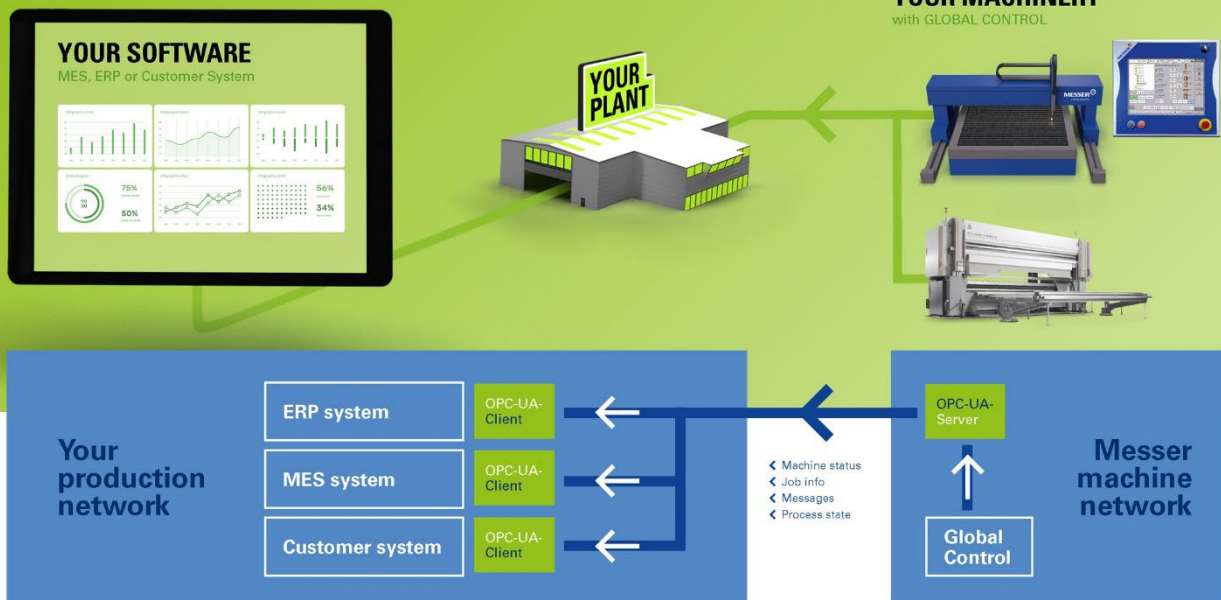 YOUR MACHINERY
with GLOBAL CONTROL
YOUR SOFTWARE
MES, ERP or Customer System
75%
50%
56%
34%
YOUR
PLANT
MESSER
Your
production
network
ERP system
OPC-UA-
Client
MES system
OPC-UA-
Client
Customer system
OPC-UA-
Client
Machine status
Job info
Messages
Process state
OPC-UA-
Server
Global
Control
Messer
machine
network